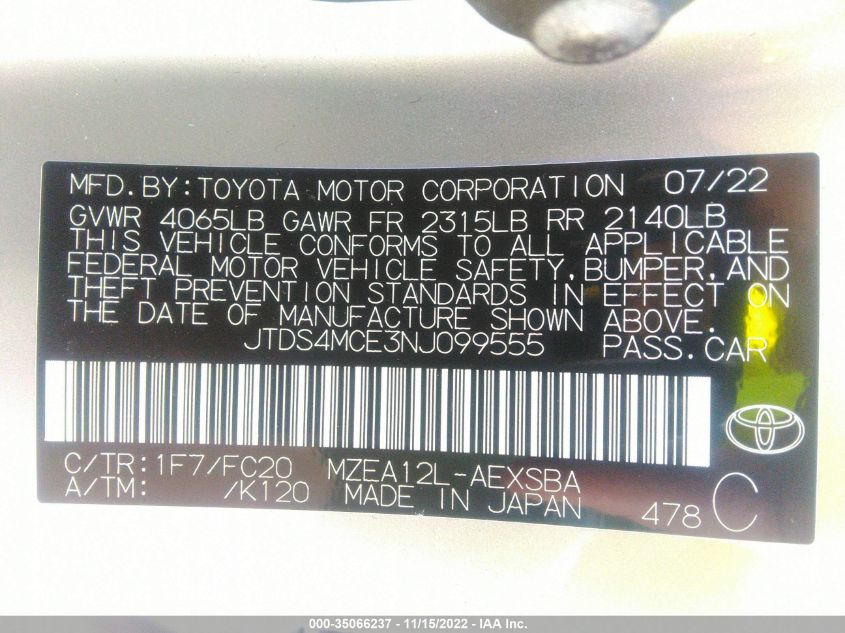 MFD. BY: TOYOTA MOTOR CORPORATION 07/22
GVWR 4065LB GAWR FR 2315LB RR 2140LB
THIS VEHICLE CONFORMS TO ALL APPLICABLE
FEDERAL MOTOR VEHICLE SAFETY, BUMPER, AND
THEFT PREVENTION STANDARDS IN EFFECT ON
THE DATE OF MANUFACTURE SHOWN ABOVE.
JTDS4MCE3NJ099555 PASS. CAR
C/TR: 1F7/FC20 MZEA12L-AEXSBA
A/TM: /K120 MADE IN JAPAN 478 C
000-35066237 - 11/15/2022 - IAA Inc.